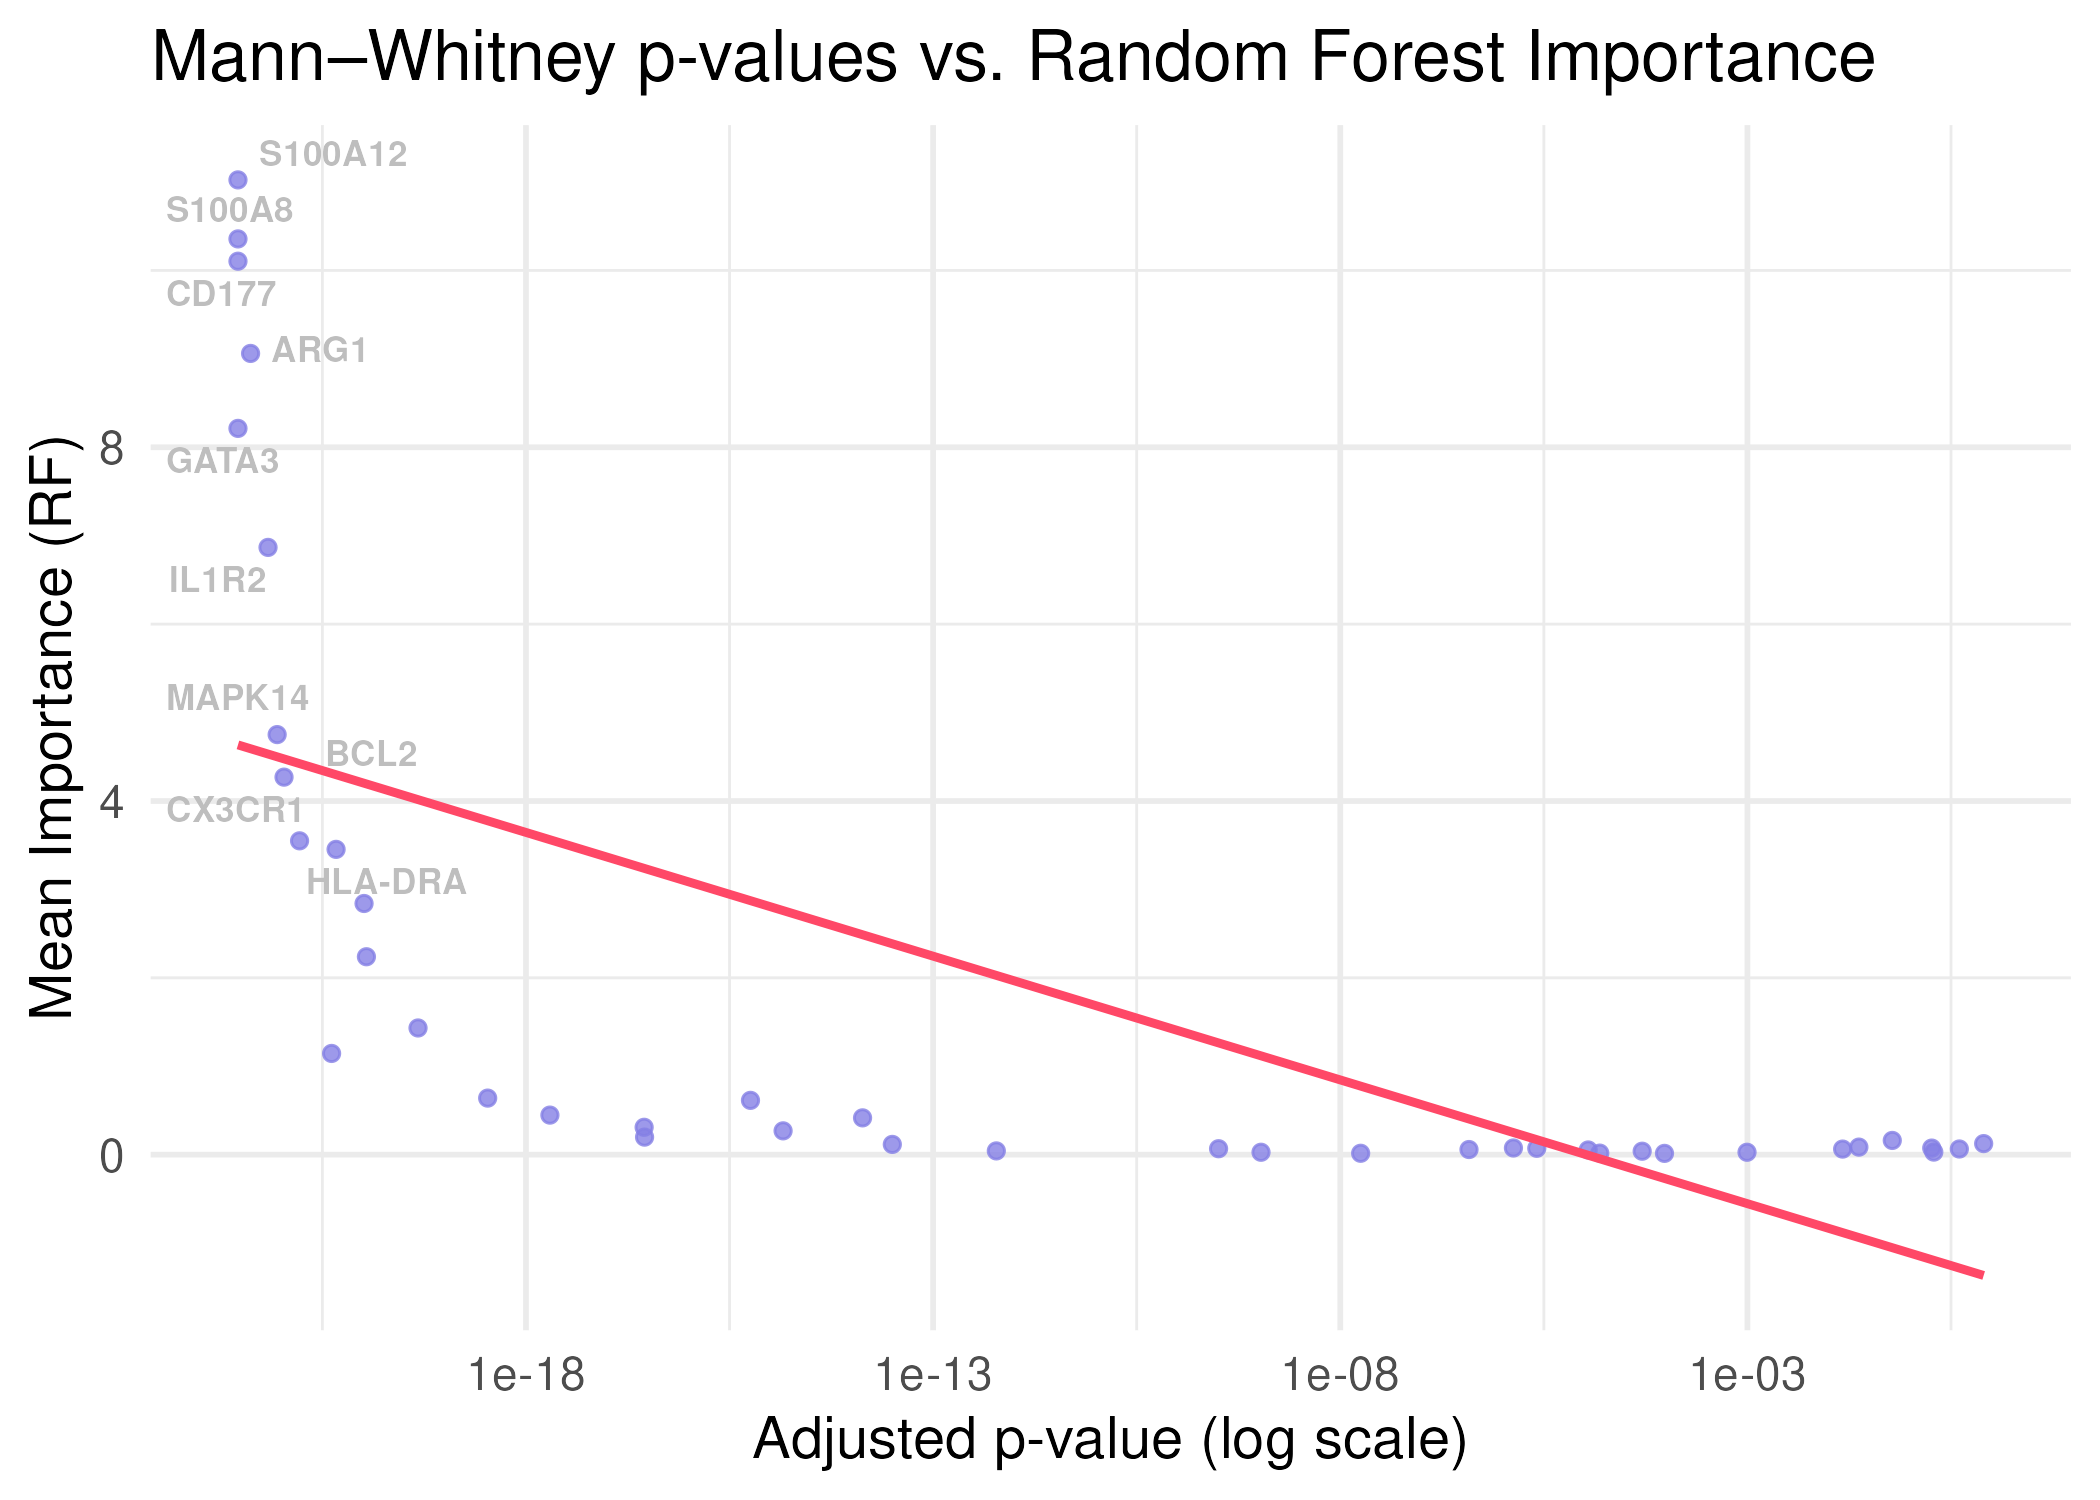 Mann–Whitney p-values vs. Random Forest Importance
S100A12
S100A8
CD177
ARG1
GATA3
IL1R2
MAPK14
BCL2
CX3CR1
HLA-DRA
Mean Importance (RF)
8
4
0
1e-18
1e-13
1e-08
1e-03
Adjusted p-value (log scale)